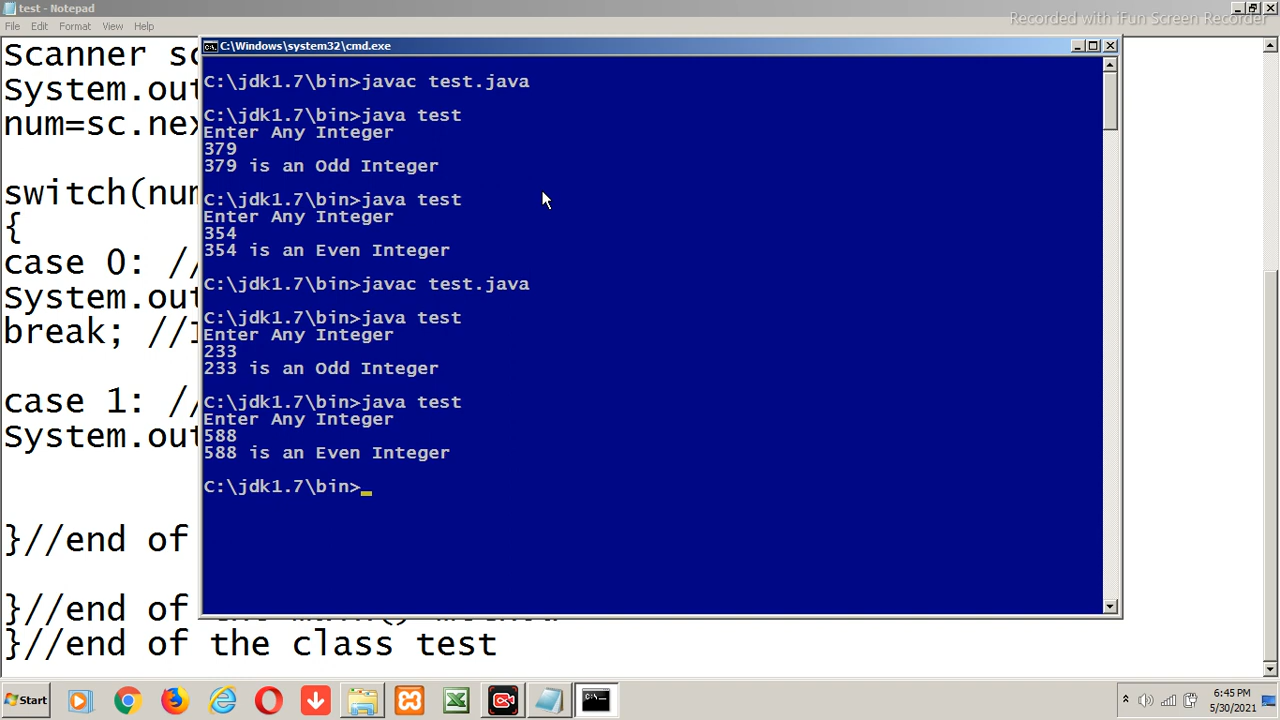 test - Notepad
File Edit Format View Help
Recorded with iFun Screen Recorder
Scanner sc
System.out
num=sc.nex
switch(num
{
case 0: //
System.out
break; //
case 1: //
System.out
}//end of
}//end of the main() method
}//end of the class test
C:\Windows\system32\cmd.exe
C:\jdk1.7\bin>javac test.java
C:\jdk1.7\bin>java test
Enter Any Integer
379
379 is an Odd Integer
C:\jdk1.7\bin>java test
Enter Any Integer
354
354 is an Even Integer
C:\jdk1.7\bin>javac test.java
C:\jdk1.7\bin>java test
Enter Any Integer
233
233 is an Odd Integer
C:\jdk1.7\bin>java test
Enter Any Integer
588
588 is an Even Integer
C:\jdk1.7\bin>_
Start
6:45 PM
5/30/2021